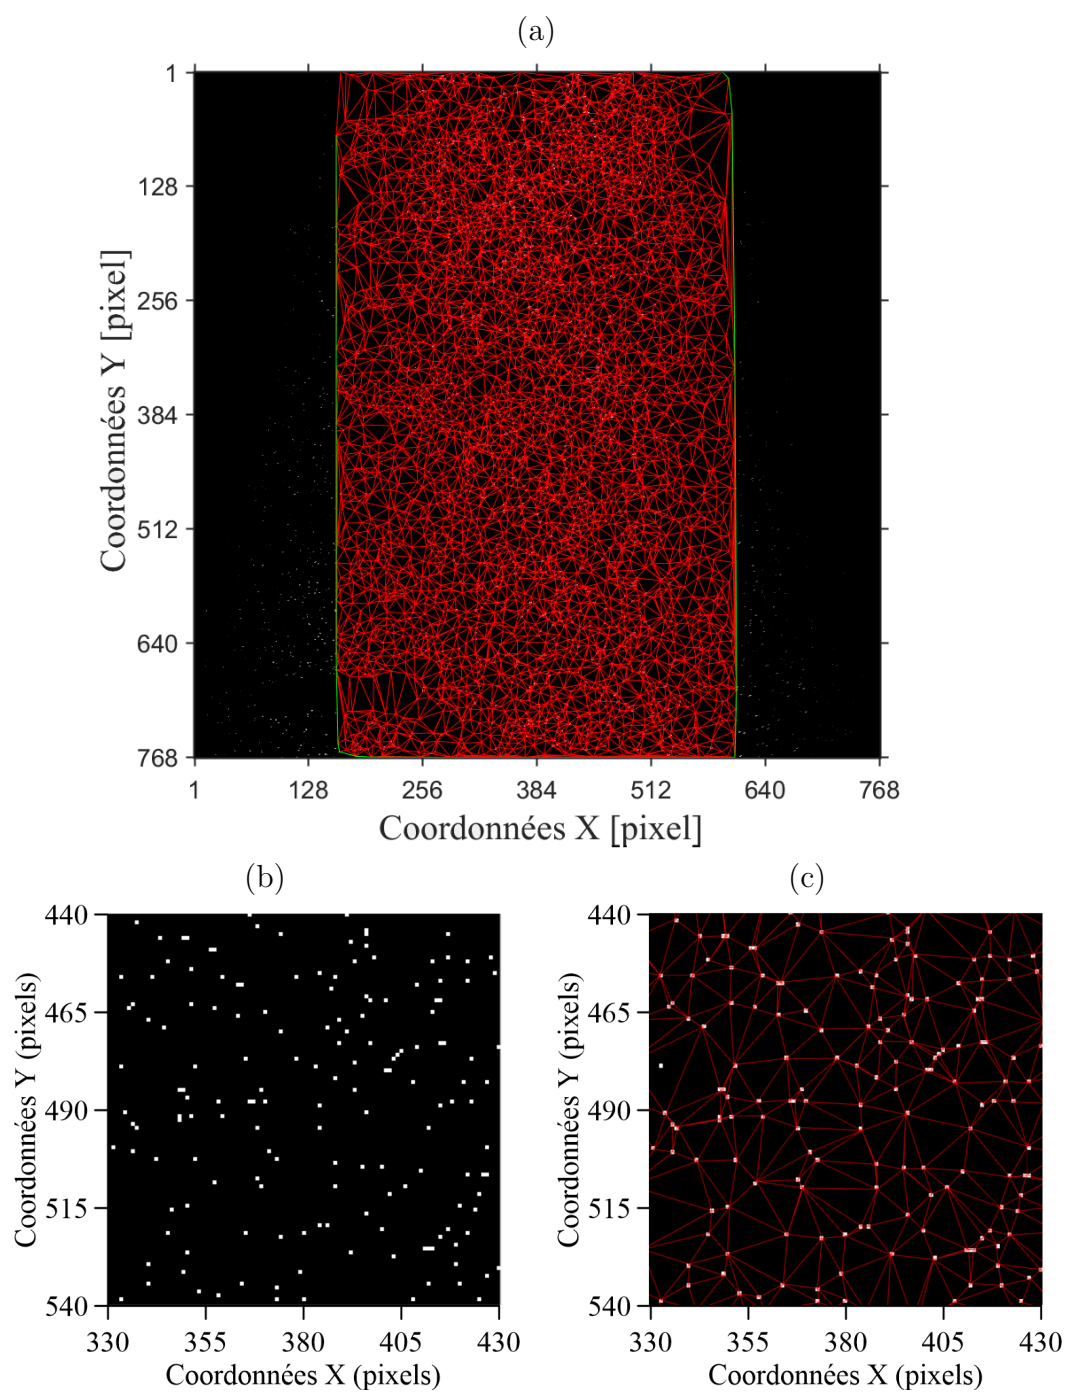 (a)
1
128
256
384
512
640
768
Coordonnées Y [pixel]
1 128 256 384 512 640 768
Coordonnées X [pixel]
(b)
440
465
490
515
540
Coordonnées Y (pixels)
330 355 380 405 430
Coordonnées X (pixels)
(c)
440
465
490
515
540
Coordonnées Y (pixels)
330 355 380 405 430
Coordonnées X (pixels)